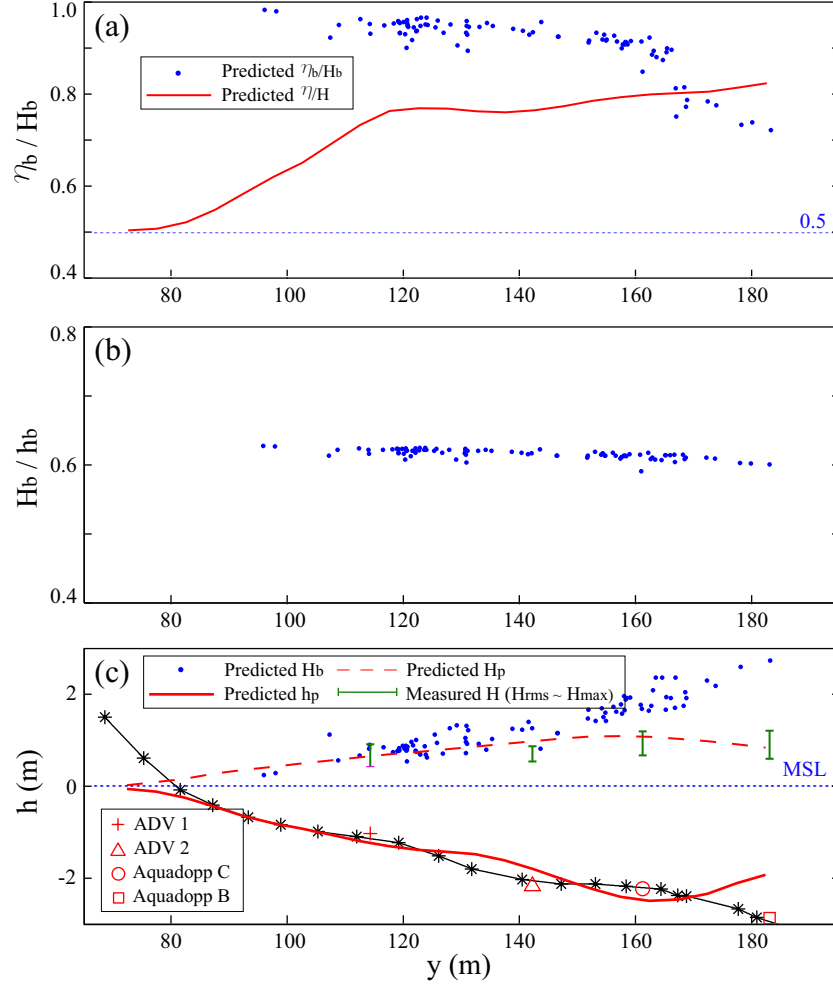 (a)
1.0
0.8
0.6
0.4
ηb / Hb
Predicted ηb/Hb
Predicted η/H
0.5
80 100 120 140 160 180
(b)
0.8
0.6
0.4
Hb / hb
80 100 120 140 160 180
(c)
Predicted Hb Predicted Hp
Predicted hp Measured H (Hrms ~ Hmax)
2
0
-2
h (m)
MSL
ADV 1
ADV 2
Aquadopp C
Aquadopp B
80 100 120 140 160 180
y (m)